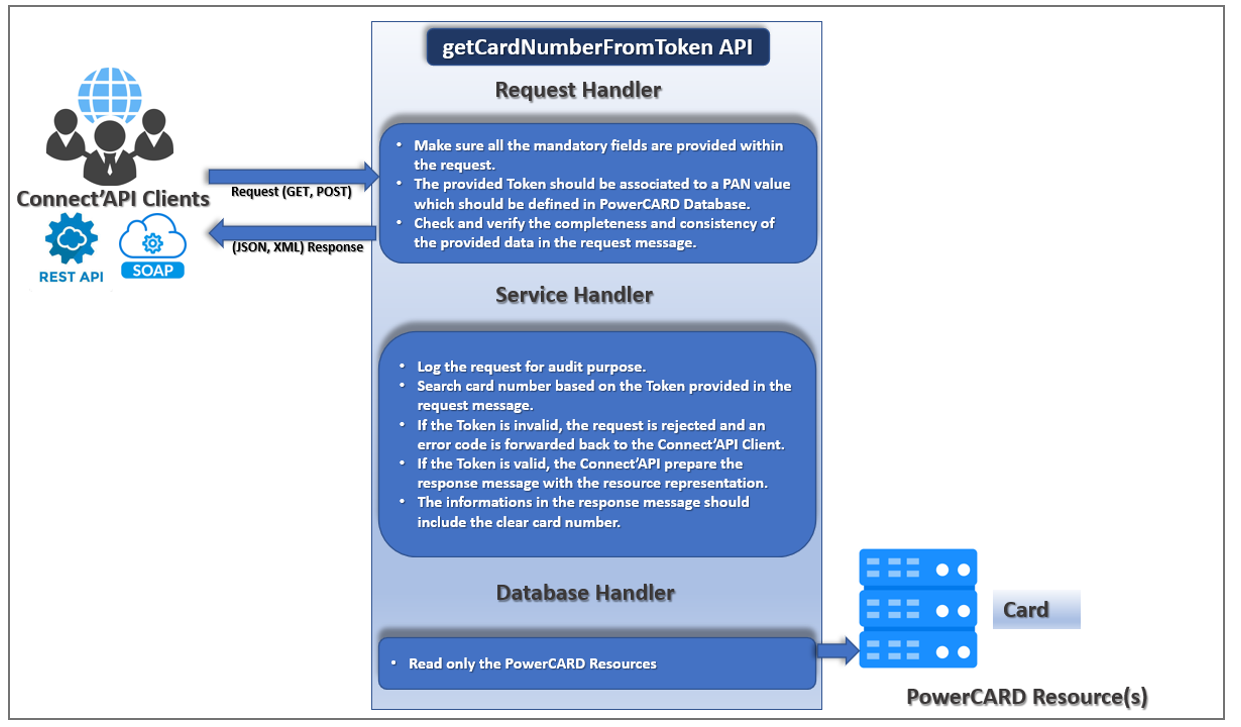 getCardNumberFromToken API
Request Handler
• Make sure all the mandatory fields are provided within
the request.
• The provided Token should be associated to a PAN value
which should be defined in PowerCARD Database.
• Check and verify the completeness and consistency of
the provided data in the request message.
Connect'API Clients
Request (GET, POST)
(JSON, XML) Response
REST API
SOAP
Service Handler
• Log the request for audit purpose.
• Search card number based on the Token provided in the
request message.
• If the Token is invalid, the request is rejected and an
error code is forwarded back to the Connect'API Client.
• If the Token is valid, the Connect'API prepare the
response message with the resource representation.
• The informations in the response message should
include the clear card number.
Database Handler
• Read only the PowerCARD Resources
Card
PowerCARD Resource(s)